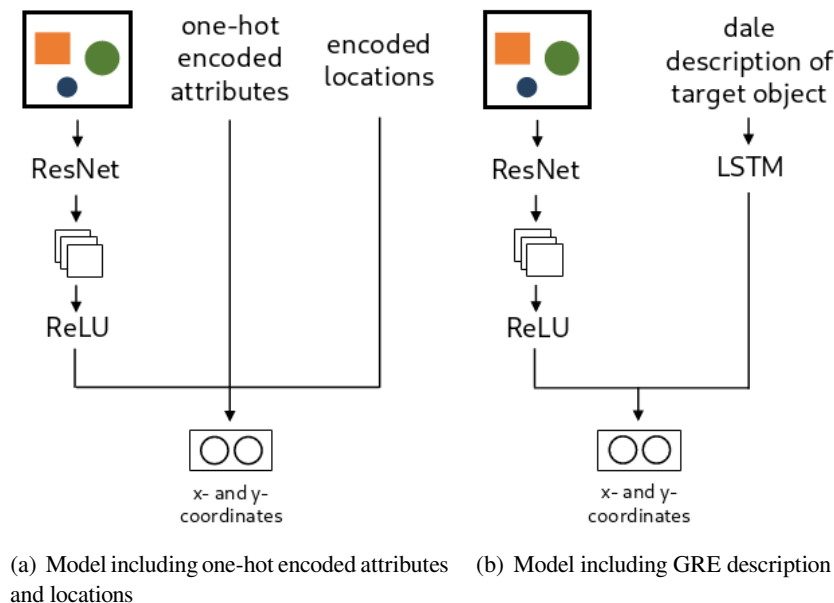 one-hot
encoded
attributes
encoded
locations
ResNet
ReLU
x- and y-
coordinates
(a) Model including one-hot encoded attributes
and locations
dale
description of
target object
ResNet
LSTM
ReLU
x- and y-
coordinates
(b) Model including GRE description